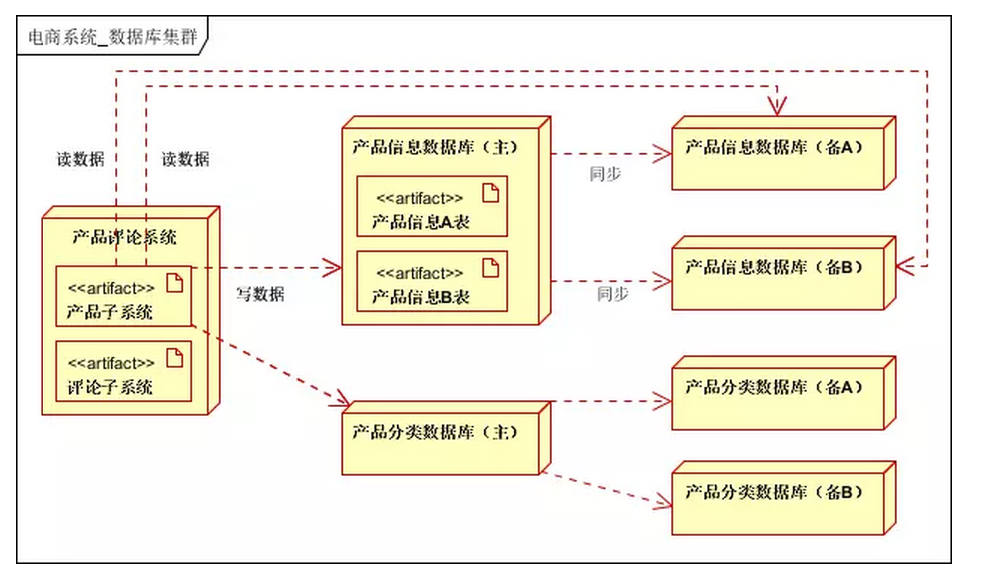 电商系统_数据库集群
读数据
读数据
产品评论系统
<<artifact>>
产品子系统
<<artifact>>
评论子系统
写数据
产品信息数据库（主）
<<artifact>>
产品信息A表
<<artifact>>
产品信息B表
同步
同步
产品信息数据库（备A）
产品信息数据库（备B）
产品分类数据库（主）
产品分类数据库（备A）
产品分类数据库（备B）